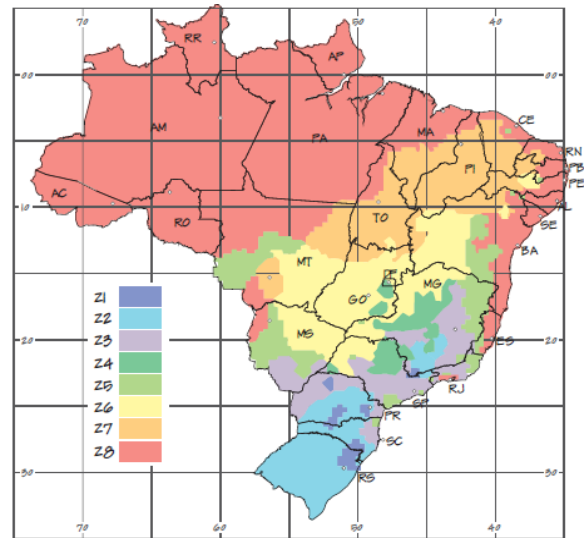 70 60 50 40
RR
AP
00 00
AM PA MA CE
RN
PI PB
PE
AC TO AL
10 RO SE 10
BA
MT
DF
GO MG
Z1
Z2 MS
20 ES 20
Z3
Z4 RJ
Z5 SP
Z6 PR
Z7 SC
Z8
30 RS 30
70 60 50 40